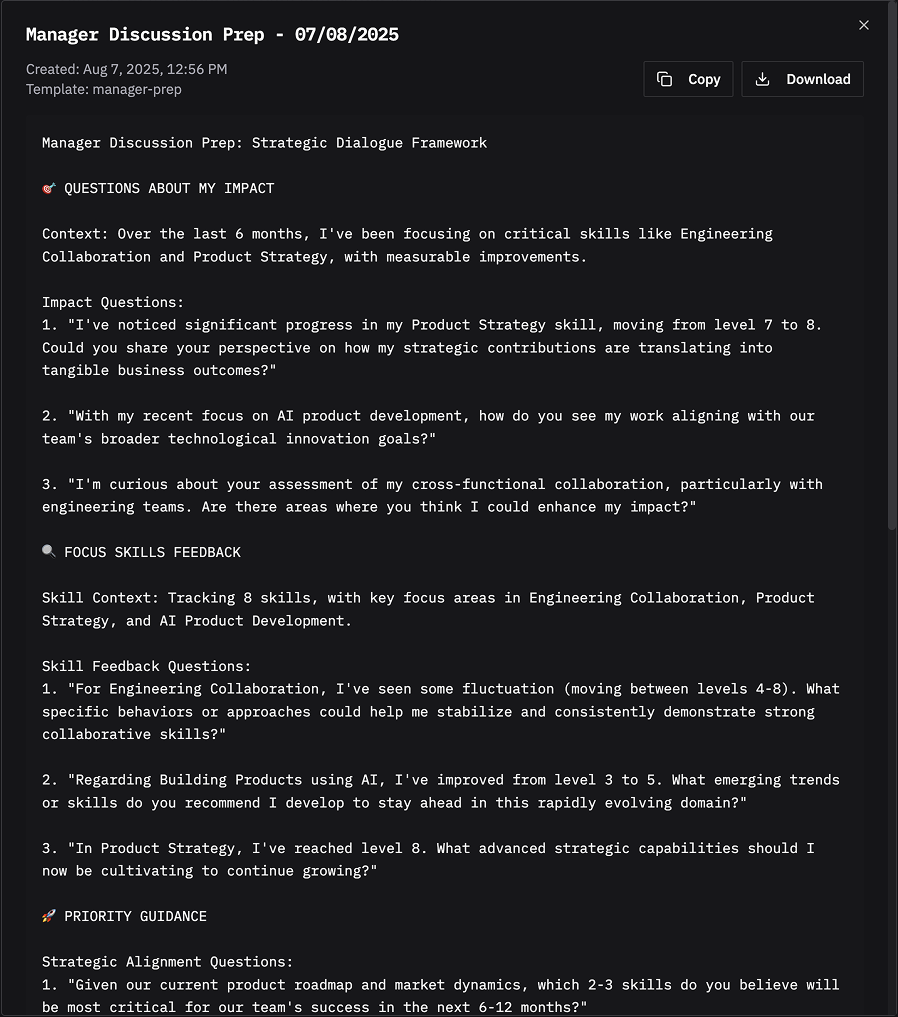 Manager Discussion Prep - 07/08/2025
Created: Aug 7, 2025, 12:56 PM
Template: manager-prep
Copy
Download
Manager Discussion Prep: Strategic Dialogue Framework
🎯 QUESTIONS ABOUT MY IMPACT
Context: Over the last 6 months, I've been focusing on critical skills like Engineering
Collaboration and Product Strategy, with measurable improvements.
Impact Questions:
1. "I've noticed significant progress in my Product Strategy skill, moving from level 7 to 8.
Could you share your perspective on how my strategic contributions are translating into
tangible business outcomes?"
2. "With my recent focus on AI product development, how do you see my work aligning with our
team's broader technological innovation goals?"
3. "I'm curious about your assessment of my cross-functional collaboration, particularly with
engineering teams. Are there areas where you think I could enhance my impact?"
🔍 FOCUS SKILLS FEEDBACK
Skill Context: Tracking 8 skills, with key focus areas in Engineering Collaboration, Product
Strategy, and AI Product Development.
Skill Feedback Questions:
1. "For Engineering Collaboration, I've seen some fluctuation (moving between levels 4-8). What
specific behaviors or approaches could help me stabilize and consistently demonstrate strong
collaborative skills?"
2. "Regarding Building Products using AI, I've improved from level 3 to 5. What emerging trends
or skills do you recommend I develop to stay ahead in this rapidly evolving domain?"
3. "In Product Strategy, I've reached level 8. What advanced strategic capabilities should I
now be cultivating to continue growing?"
🚀 PRIORITY GUIDANCE
Strategic Alignment Questions:
1. "Given our current product roadmap and market dynamics, which 2-3 skills do you believe will
be most critical for our team's success in the next 6-12 months?"